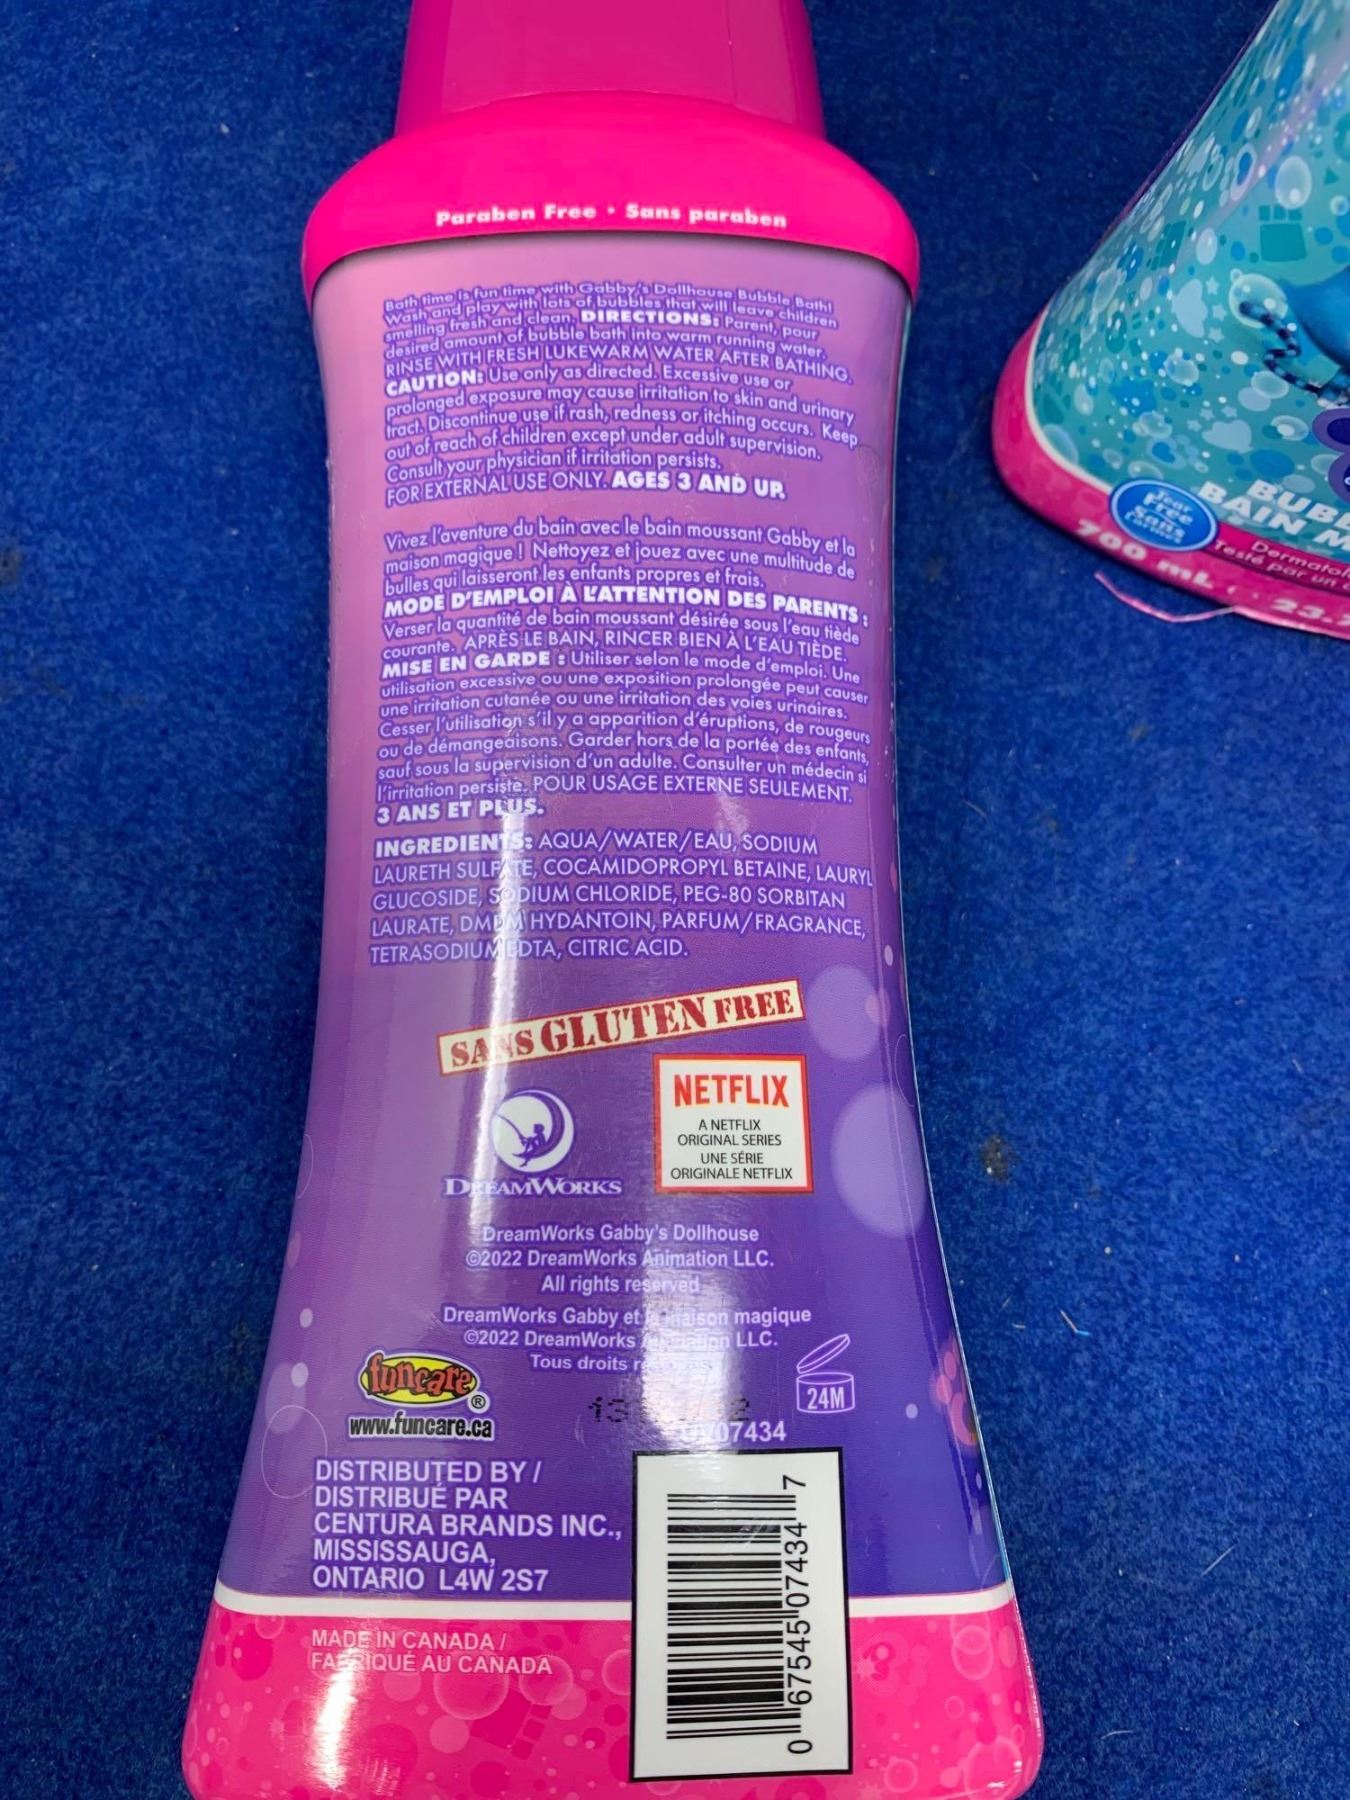 Paraben Free • Sans paraben
Bath time is fun time with Gabby's Dollhouse Bubble Bath!
Wash and play with lots of bubbles that will leave children
smelling fresh and clean. DIRECTIONS: Parent, pour
desired amount of bubble bath into warm running water.
RINSE WITH FRESH LUKEWARM WATER AFTER BATHING.
CAUTION: Use only as directed. Excessive use or
prolonged exposure may cause irritation to skin and urinary
tract. Discontinue use if rash, redness or itching occurs. Keep
out of reach of children except under adult supervision.
Consult your physician if irritation persists.
FOR EXTERNAL USE ONLY. AGES 3 AND UP.
Vivez l'aventure du bain avec le bain moussant Gabby et la
maison magique ! Nettoyez et jouez avec une multitude de
bulles qui laisseront les enfants propres et frais.
MODE D'EMPLOI À L'ATTENTION DES PARENTS :
Verser la quantité de bain moussant désirée sous l'eau tiède
courante. APRÈS LE BAIN, RINCER BIEN À L'EAU TIÈDE.
MISE EN GARDE : Utiliser selon le mode d'emploi. Une
utilisation excessive ou une exposition prolongée peut causer
une irritation cutanée ou une irritation des voies urinaires.
Cesser l'utilisation s'il y a apparition d'éruptions, de rougeurs
ou de démangeaisons. Garder hors de la portée des enfants,
sauf sous la supervision d'un adulte. Consulter un médecin si
l'irritation persiste. POUR USAGE EXTERNE SEULEMENT.
3 ANS ET PLUS.
INGREDIENTS: AQUA/WATER/EAU, SODIUM
LAURETH SULFATE, COCAMIDOPROPYL BETAINE, LAURYL
GLUCOSIDE, SODIUM CHLORIDE, PEG-80 SORBITAN
LAURATE, DMDM HYDANTOIN, PARFUM/FRAGRANCE,
TETRASODIUM EDTA, CITRIC ACID.
SANS GLUTEN FREE
DREAMWORKS
NETFLIX
A NETFLIX
ORIGINAL SERIES
UNE SÉRIE
ORIGINALE NETFLIX
DreamWorks Gabby's Dollhouse
©2022 DreamWorks Animation LLC.
All rights reserved
DreamWorks Gabby et la maison magique
©2022 DreamWorks Animation LLC.
Tous droits
24M
funcare®
www.funcare.ca
07434
DISTRIBUTED BY /
DISTRIBUÉ PAR
CENTURA BRANDS INC.,
MISSISSAUGA,
ONTARIO L4W 2S7
MADE IN CANADA /
FABRIQUÉ AU CANADA
0 67545 07434 7
Tear
Free
Sans
Larmes
BUBB
BAIN M
Dermatol
Testé par un
700 mL
23.